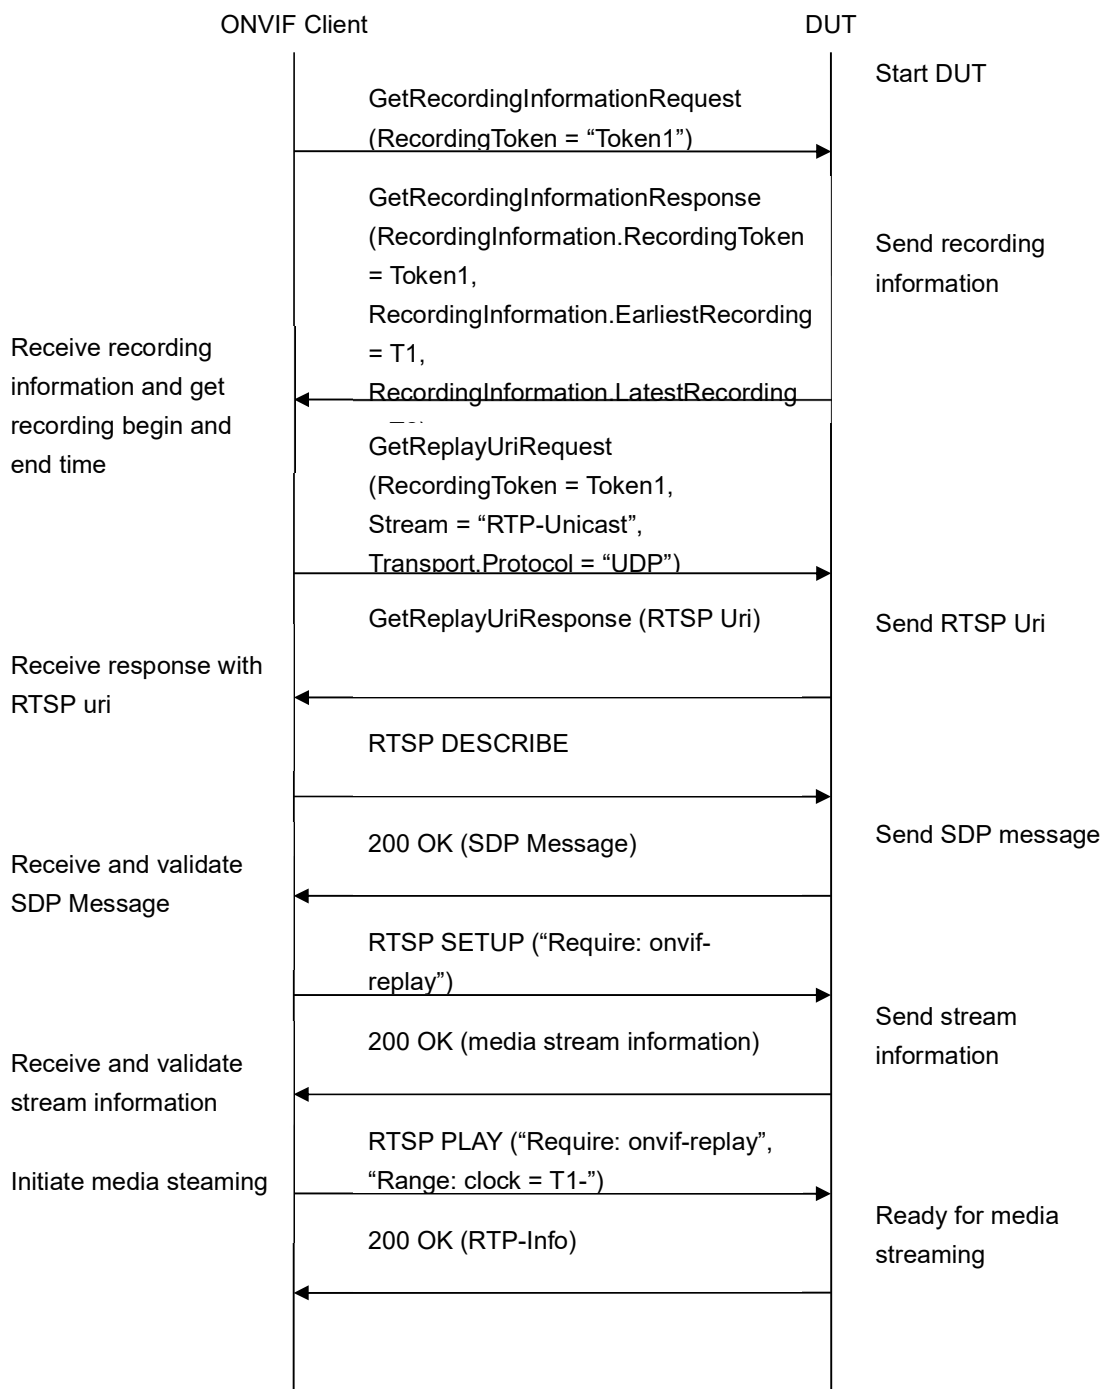 ONVIF Client
DUT
Start DUT
GetRecordingInformationRequest
(RecordingToken = “Token1”)
GetRecordingInformationResponse
(RecordingInformation.RecordingToken
= Token1,
RecordingInformation.EarliestRecording
= T1,
RecordingInformation.LatestRecording
Send recording
information
Receive recording
information and get
recording begin and
end time
GetReplayUriRequest
(RecordingToken = Token1,
Stream = “RTP-Unicast”,
Transport.Protocol = “UDP”)
GetReplayUriResponse (RTSP Uri)
Send RTSP Uri
Receive response with
RTSP uri
RTSP DESCRIBE
200 OK (SDP Message)
Send SDP message
Receive and validate
SDP Message
RTSP SETUP (“Require: onvif-
replay”)
200 OK (media stream information)
Send stream
information
Receive and validate
stream information
RTSP PLAY (“Require: onvif-replay”,
“Range: clock = T1-”)
Initiate media steaming
200 OK (RTP-Info)
Ready for media
streaming